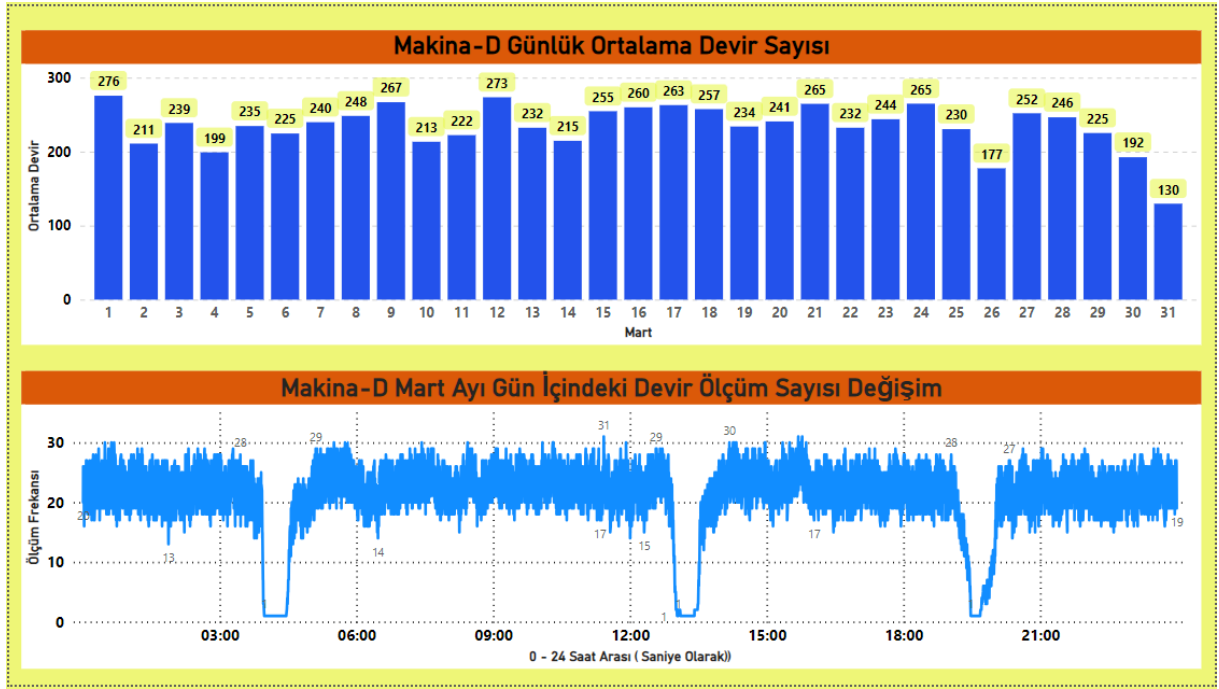 Makina-D Günlük Ortalama Devir Sayısı
Ortalama Devir
300
200
100
0
276 211 239 199 235 225 240 248 267 213 222 273 232 215 255 260 263 257 234 241 265 232 244 265 230 177 252 246 225 192 130
1 2 3 4 5 6 7 8 9 10 11 12 13 14 15 16 17 18 19 20 21 22 23 24 25 26 27 28 29 30 31
Mart
Makina-D Mart Ayı Gün İçindeki Devir Ölçüm Sayısı Değişim
Ölçüm Frekansı
30
20
10
0
28 29 31 29 30 28 27
13 14 17 15 1 1 17 19
03:00 06:00 09:00 12:00 15:00 18:00 21:00
0 - 24 Saat Arası ( Saniye Olarak))